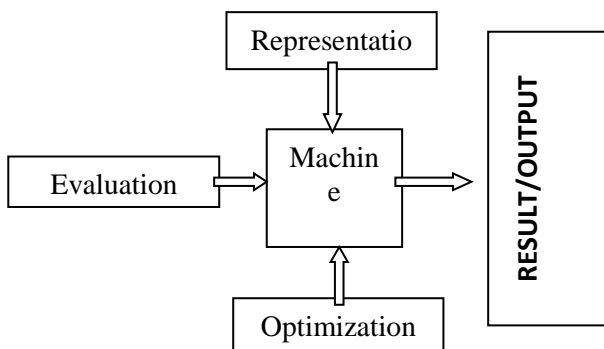 Representatio
Machin
e
Evaluation
Optimization
RESULT/OUTPUT